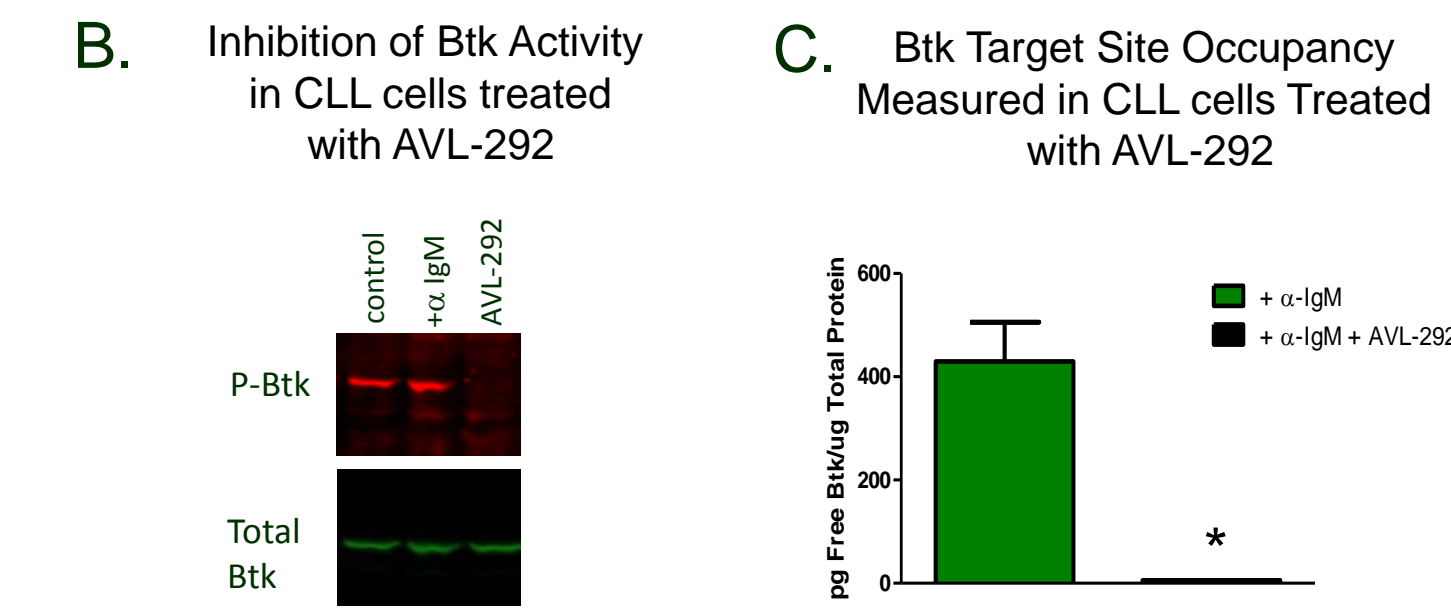 B.
Inhibition of Btk Activity
in CLL cells treated
with AVL-292
control
+α IgM
AVL-292
P-Btk
Total
Btk
C.
Btk Target Site Occupancy
Measured in CLL cells Treated
with AVL-292
pg Free Btk/ug Total Protein
600
400
200
0
+ α-IgM
+ α-IgM + AVL-292
*